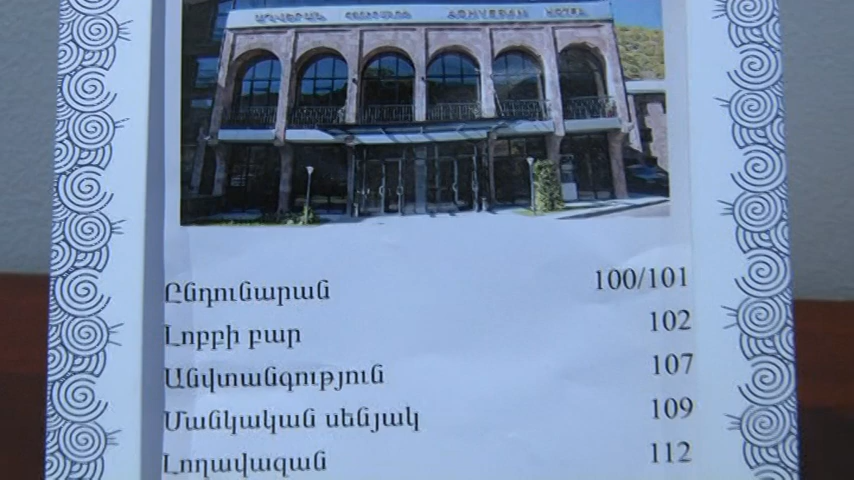 ԱՂՎԵՐԱՆ ՀՅՈՒՐԱՆՈՑ AGHVERAN HOTEL
Ընդունարան 100/101
Լոբբի բար 102
Անվտանգություն 107
Մանկական սենյակ 109
Լողավազան 112